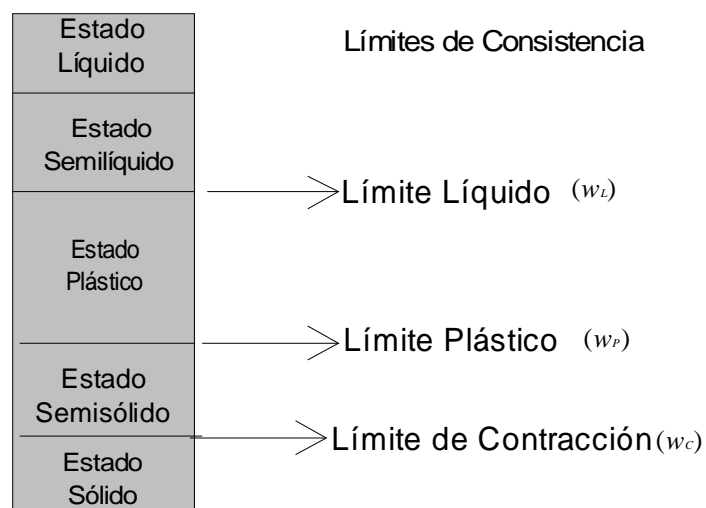 Estado
Líquido
Límites de Consistencia
Estado
Semilíquido
Límite Líquido (wL)
Estado
Plástico
Límite Plástico (wP)
Estado
Semisólido
Límite de Contracción (wC)
Estado
Sólido